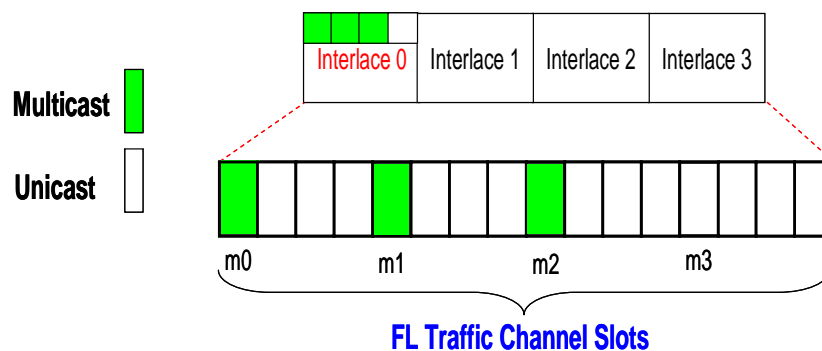 Interlace 0 Interlace 1 Interlace 2 Interlace 3
Multicast
Unicast
m0 m1 m2 m3
FL Traffic Channel Slots